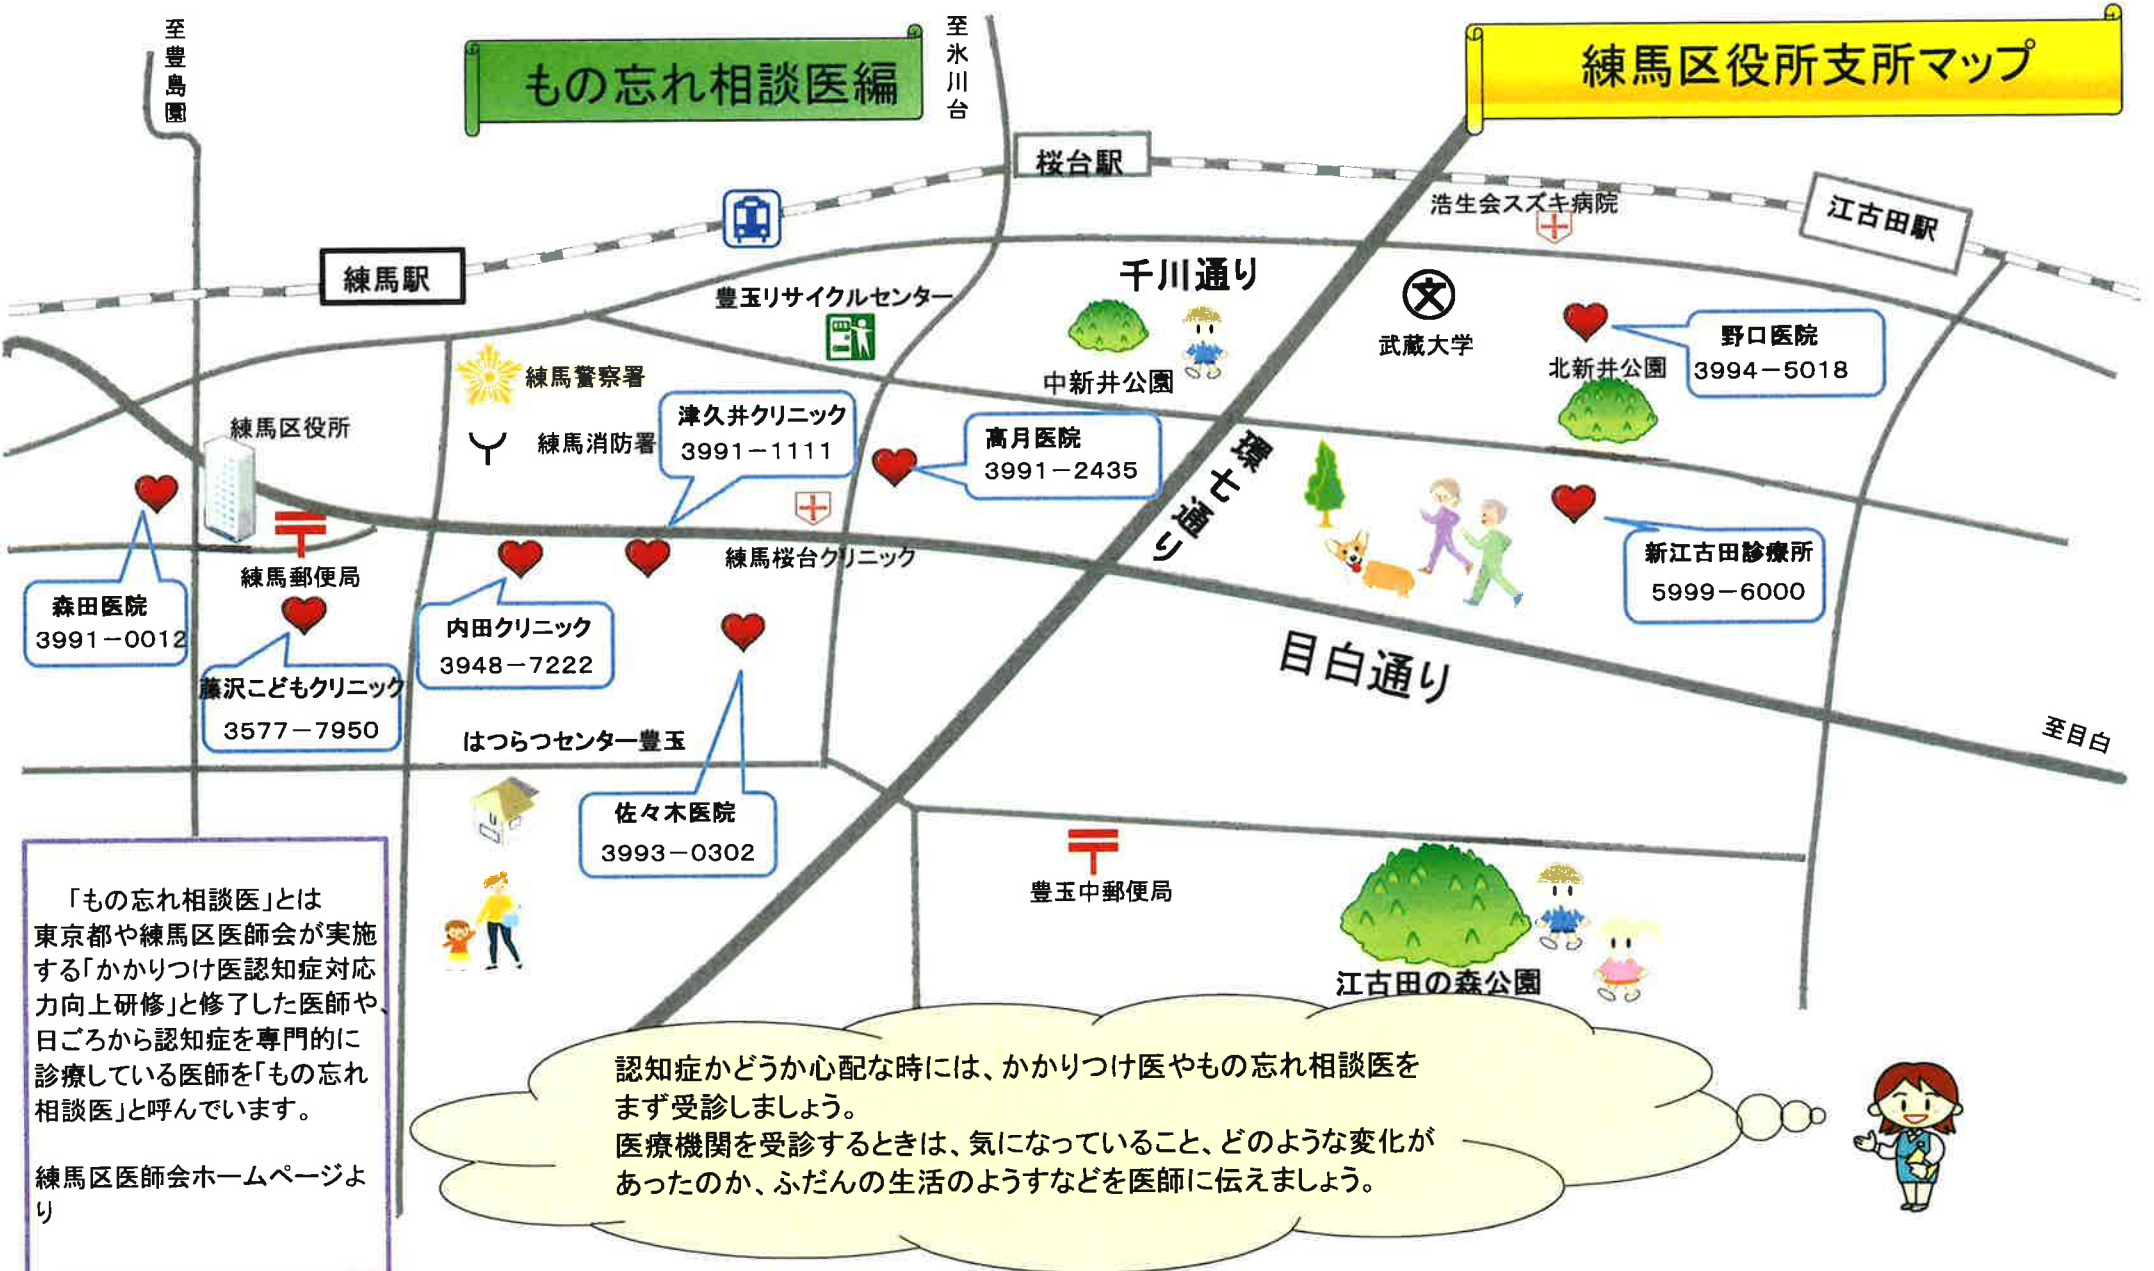 至豊島園
もの忘れ相談医編
至氷川台
練馬区役所支所マップ
桜台駅
浩生会スズキ病院
江古田駅
練馬駅
千川通り
豊玉リサイクルセンター
武蔵大学
野口医院
3994-5018
北新井公園
中新井公園
練馬警察署
練馬区役所
練馬消防署
津久井クリニック
3991-1111
高月医院
3991-2435
環七通り
練馬桜台クリニック
新江古田診療所
5999-6000
練馬郵便局
森田医院
3991-0012
内田クリニック
3948-7222
藤沢こどもクリニック
3577-7950
目白通り
至目白
はつらつセンター豊玉
佐々木医院
3993-0302
豊玉中郵便局
江古田の森公園
「もの忘れ相談医」とは
東京都や練馬区医師会が実施
する「かかりつけ医認知症対応
力向上研修」と修了した医師や、
日ごろから認知症を専門的に
診療している医師を「もの忘れ
相談医」と呼んでいます。
練馬区医師会ホームページよ
り
認知症かどうか心配な時には、かかりつけ医やもの忘れ相談医を
まず受診しましょう。
医療機関を受診するときは、気になっていること、どのような変化が
あったのか、ふだんの生活のようすなどを医師に伝えましょう。